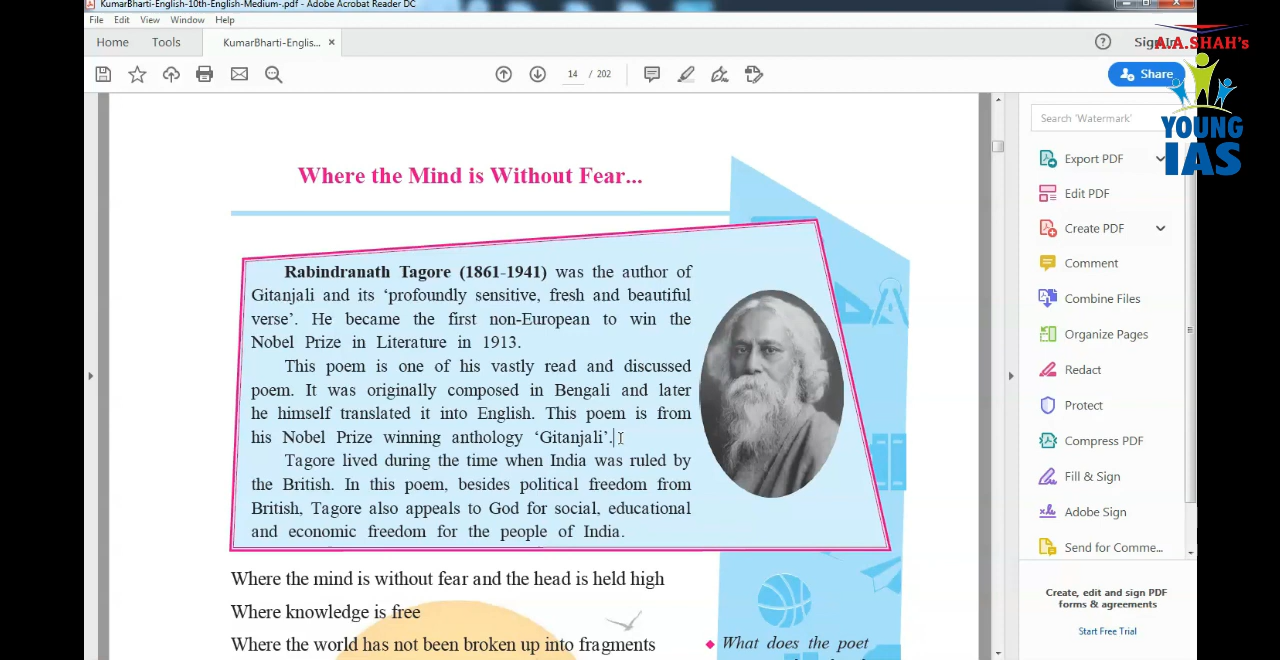 KumarBharti-English-10th-English-Medium-.pdf - Adobe Acrobat Reader DC
File Edit View Window Help
Home Tools KumarBharti-Englis... ×
14 / 202
Share
A.A.SHAH's
YOUNG
IAS
Where the Mind is Without Fear...
Rabindranath Tagore (1861-1941) was the author of
Gitanjali and its ‘profoundly sensitive, fresh and beautiful
verse’. He became the first non-European to win the
Nobel Prize in Literature in 1913.
This poem is one of his vastly read and discussed
poem. It was originally composed in Bengali and later
he himself translated it into English. This poem is from
his Nobel Prize winning anthology ‘Gitanjali’.
Tagore lived during the time when India was ruled by
the British. In this poem, besides political freedom from
British, Tagore also appeals to God for social, educational
and economic freedom for the people of India.
Where the mind is without fear and the head is held high
Where knowledge is free
Where the world has not been broken up into fragments
What does the poet
Search 'Watermark'
Export PDF
Edit PDF
Create PDF
Comment
Combine Files
Organize Pages
Redact
Protect
Compress PDF
Fill & Sign
Adobe Sign
Send for Comme...
Create, edit and sign PDF
forms & agreements
Start Free Trial